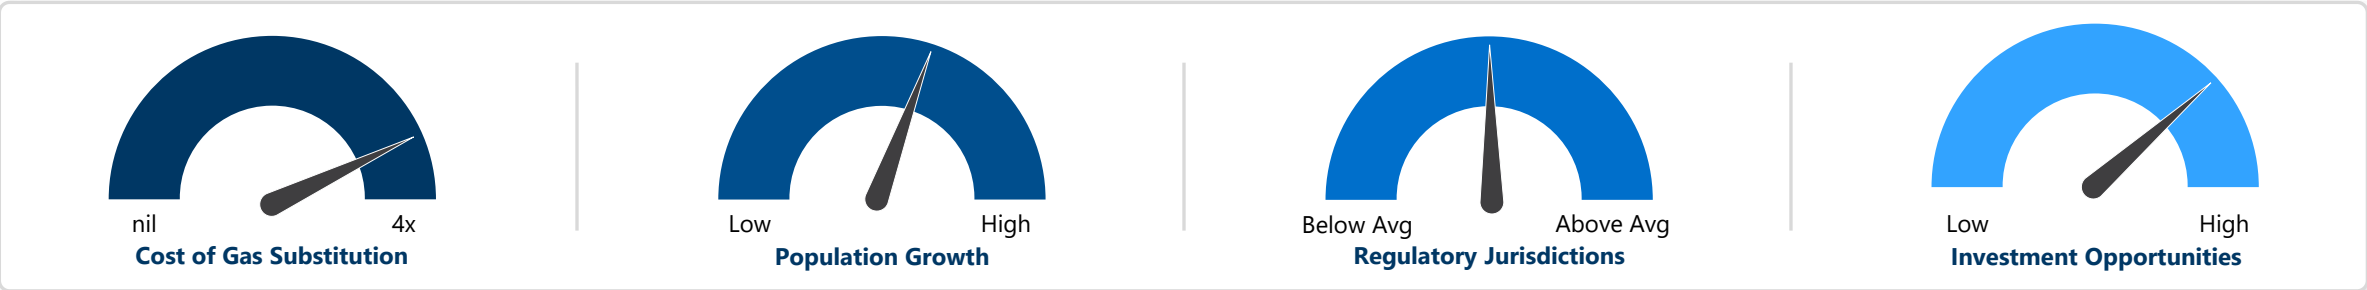 nil 4x
Cost of Gas Substitution
Low High
Population Growth
Below Avg Above Avg
Regulatory Jurisdictions
Low High
Investment Opportunities